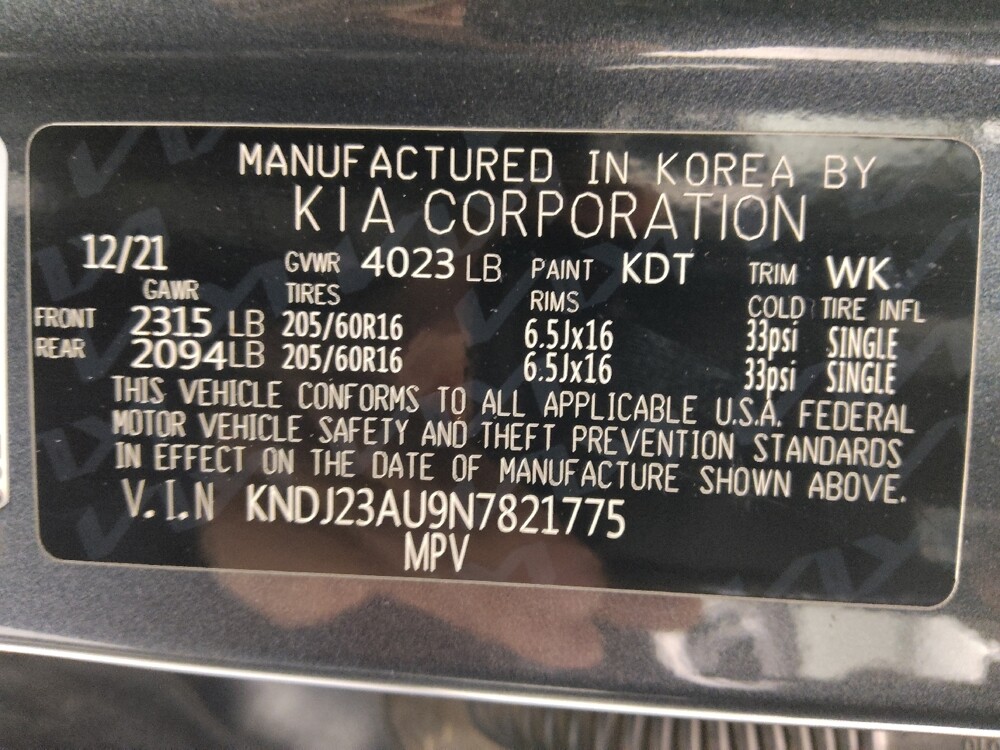 MANUFACTURED IN KOREA BY
KIA CORPORATION
12/21 GVWR 4023 LB PAINT KDT TRIM WK
GAWR TIRES RIMS COLD TIRE INFL
FRONT 2315 LB 205/60R16 6.5Jx16 33psi SINGLE
REAR 2094LB 205/60R16 6.5Jx16 33psi SINGLE
THIS VEHICLE CONFORMS TO ALL APPLICABLE U.S.A. FEDERAL
MOTOR VEHICLE SAFETY AND THEFT PREVENTION STANDARDS
IN EFFECT ON THE DATE OF MANUFACTURE SHOWN ABOVE.
V.I.N KNDJ23AU9N7821775
MPV